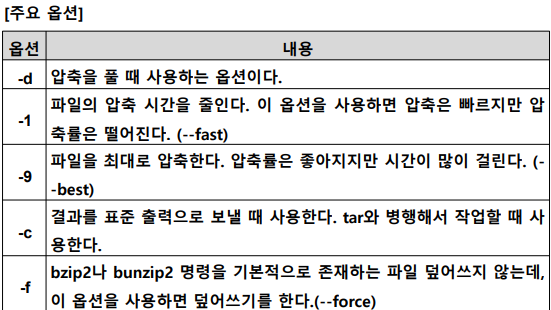 [주요 옵션]
옵션 내용
-d 압축을 풀 때 사용하는 옵션이다.
-1 파일의 압축 시간을 줄인다. 이 옵션을 사용하면 압축은 빠르지만 압
축률은 떨어진다. (--fast)
-9 파일을 최대로 압축한다. 압축률은 좋아지지만 시간이 많이 걸린다. (-
-best)
-c 결과를 표준 출력으로 보낼 때 사용한다. tar와 병행해서 작업할 때 사
용한다.
-f bzip2나 bunzip2 명령을 기본적으로 존재하는 파일 덮어쓰지 않는데,
이 옵션을 사용하면 덮어쓰기를 한다.(--force)